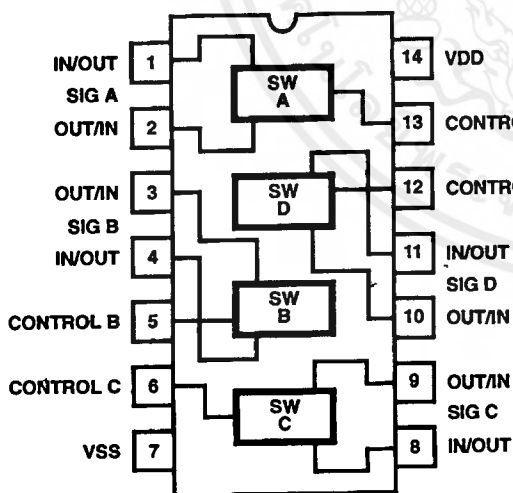 IN/OUT 1
SIG A
OUT/IN 2
OUT/IN 3
SIG B
IN/OUT 4
CONTROL B 5
CONTROL C 6
VSS 7
SW
A
SW
D
SW
B
SW
C
14 VDD
13 CONTRO
12 CONTRO
11 IN/OUT
SIG D
10 OUT/IN
9 OUT/IN
SIG C
8 IN/OUT